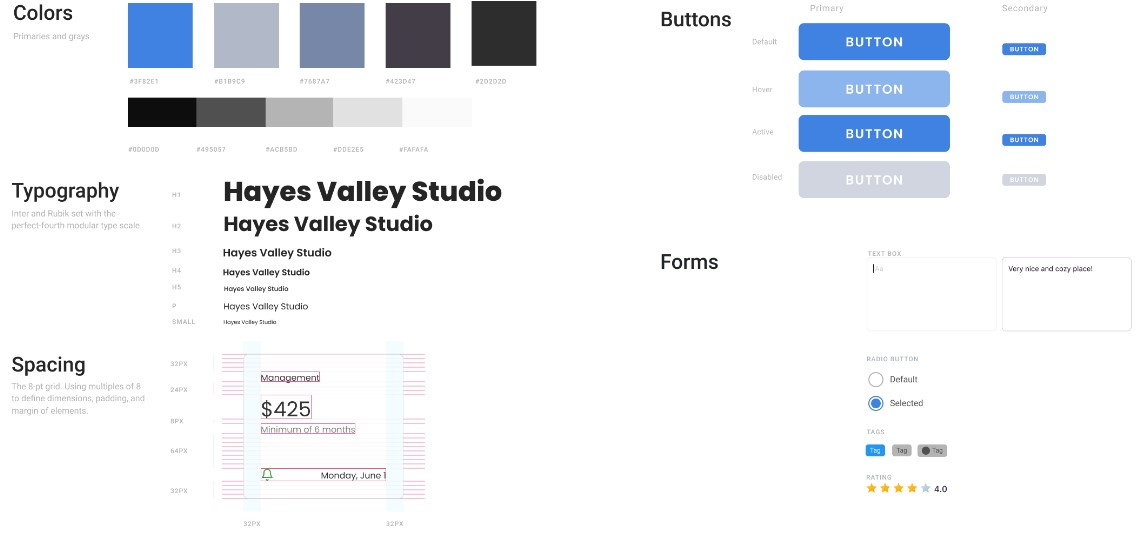 Colors
Primaries and grays
#3F82E1
#B1B9C9
#7687A7
#423D47
#2D2D2D
#0D0D0D
#495057
#ACB5BD
#DDE2E5
#FAFAFA
Typography
Inter and Rubik set with the
perfect-fourth modular type scale
H1
Hayes Valley Studio
H2
Hayes Valley Studio
H3
Hayes Valley Studio
H4
Hayes Valley Studio
H5
Hayes Valley Studio
P
Hayes Valley Studio
SMALL
Hayes Valley Studio
Spacing
The 8-pt grid. Using multiples of 8
to define dimensions, padding, and
margin of elements.
32PX
24PX
8PX
64PX
32PX
Management
$425
Minimum of 6 months
Monday, June 1
32PX
32PX
Buttons
Primary
Secondary
Default
BUTTON
BUTTON
Hover
BUTTON
BUTTON
Active
BUTTON
BUTTON
Disabled
BUTTON
BUTTON
Forms
TEXT BOX
Very nice and cozy place!
RADIO BUTTON
Default
Selected
TAGS
Tag
Tag
Tag
RATING
4.0